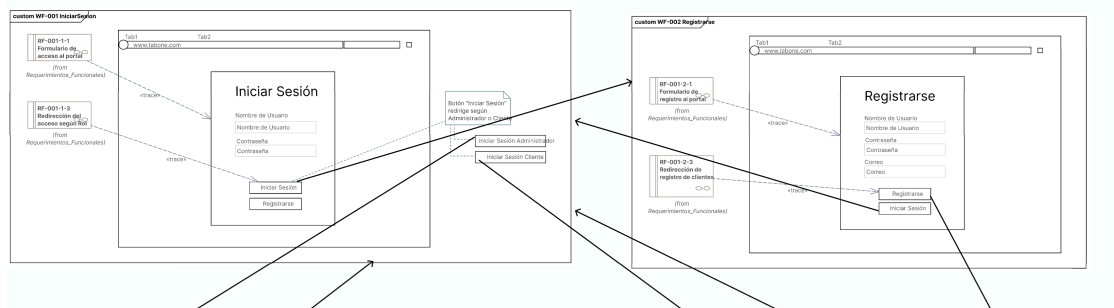 custom WF-001 IniciarSesion
RF-001-1-1
Formulario de
acceso al portal
(from
Requerimientos_Funcionales)
RF-001-1-3
Redirección del
acceso según Rol
(from
Requerimientos_Funcionales)
«trace»
«trace»
Tab1
Tab2
www.tabone.com
Iniciar Sesión
Nombre de Usuario
Nombre de Usuario
Contraseña
Contraseña
Iniciar Sesión
Registrarse
Botón "Iniciar Sesión"
redirige según
Administrador o Cliente
Iniciar Sesión Administrador
Iniciar Sesión Cliente
custom WF-002 Registrarse
RF-001-2-1
Formulario de
registro al portal
(from
Requerimientos_Funcionales)
RF-001-2-3
Redirección de
registro de clientes
(from
Requerimientos_Funcionales)
«trace»
«trace»
Tab1
Tab2
www.tabone.com
Registrarse
Nombre de Usuario
Nombre de Usuario
Contraseña
Contraseña
Correo
Correo
Registrarse
Iniciar Sesión